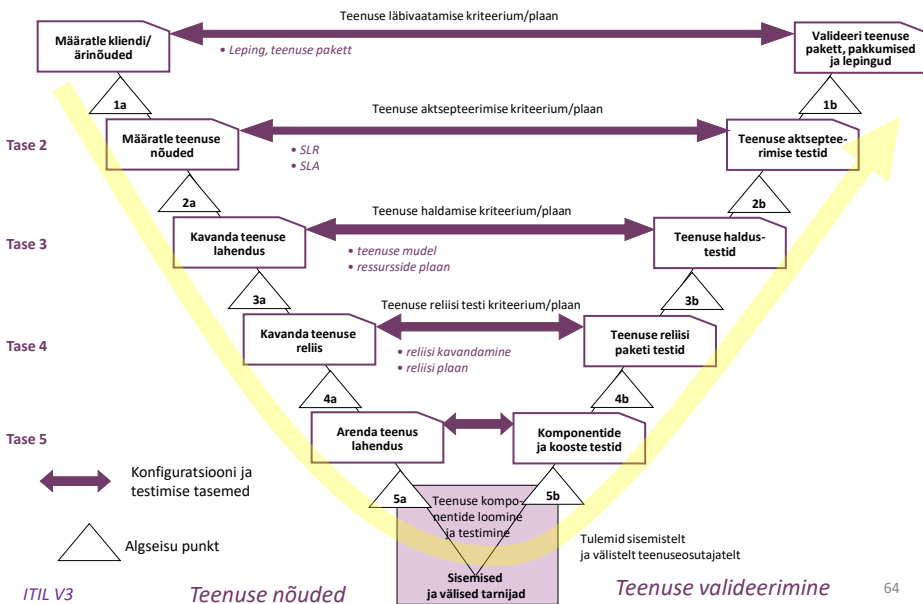 Teenuse läbivaatamise kriteerium/plaan
Määratle kliendi/
ärinõuded
• Leping, teenuse pakett
Valideeri teenuse
pakett, pakkumised
ja lepingud
1a
Teenuse aktsepteerimise kriteerium/plaan
1b
Tase 2
Määratle teenuse
nõuded
• SLR
• SLA
Teenuse aktseptee-
rimise testid
2a
Teenuse haldamise kriteerium/plaan
2b
Tase 3
Kavanda teenuse
lahendus
• teenuse mudel
• ressursside plaan
Teenuse haldus-
testid
3a
Teenuse reliisi testi kriteerium/plaan
3b
Tase 4
Kavanda teenuse
reliis
• reliisi kavandamine
• reliisi plaan
Teenuse reliisi
paketi testid
4a
4b
Tase 5
Arenda teenus
lahendus
Komponentide
ja kooste testid
Konfiguratsiooni ja
testimise tasemed
5a
5b
Teenuse kompo-
nentide loomine
ja testimine
Algseisu punkt
Tulemid sisemistelt
ja välistelt teenuseosutajatelt
Sisemised
ja välised tarnijad
ITIL V3
Teenuse nõuded
Teenuse valideerimine
64